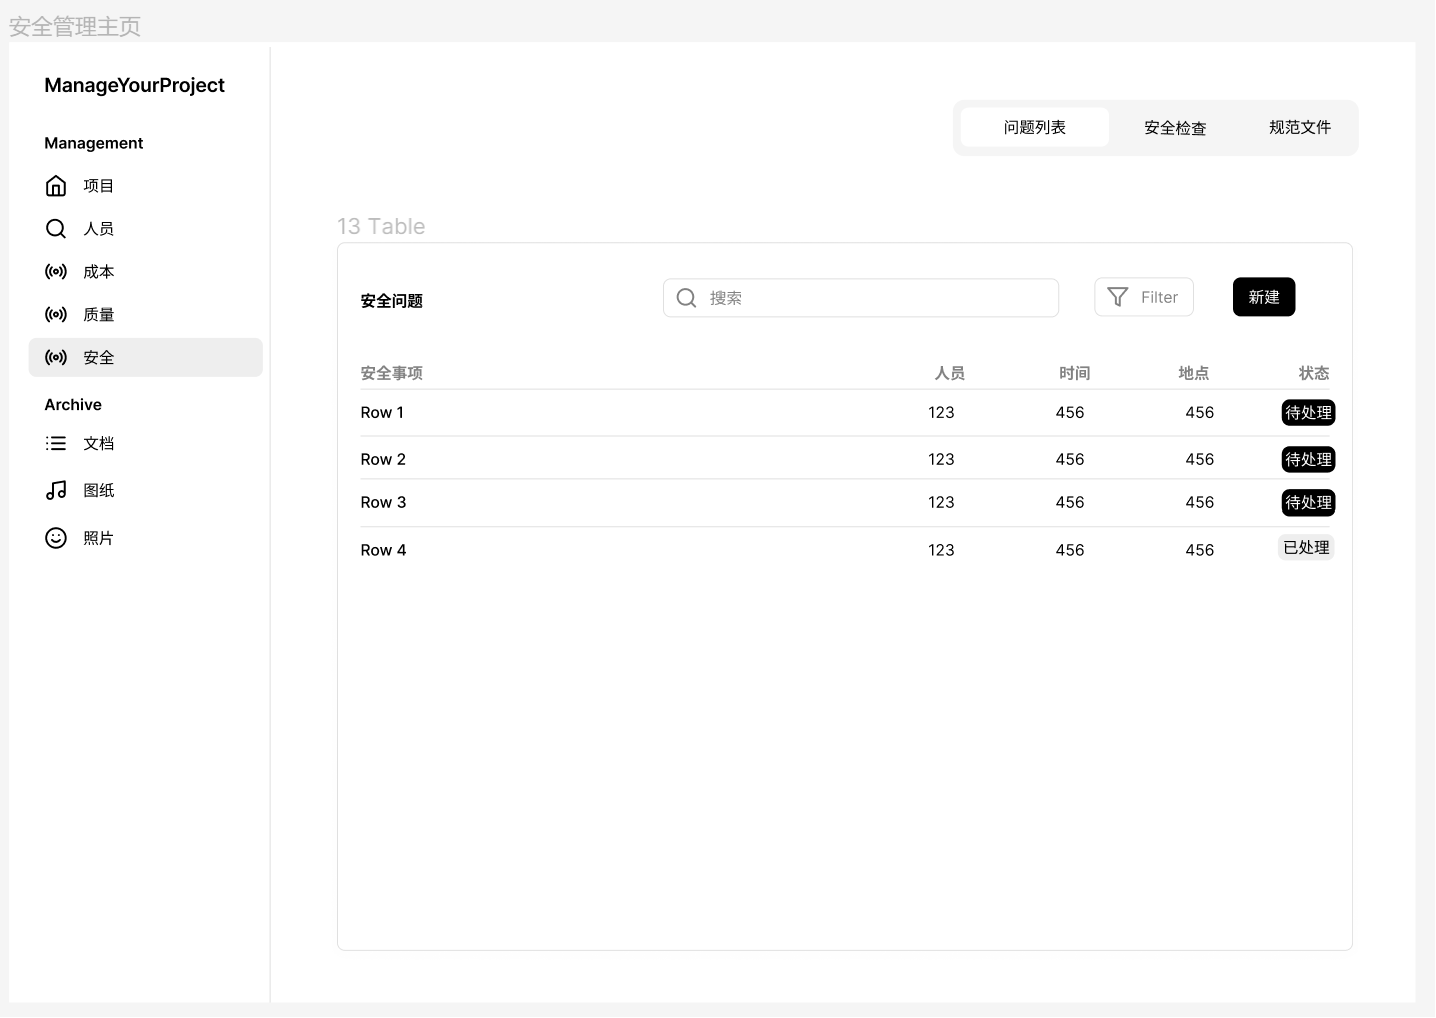 安全管理主页
ManageYourProject
Management
项目
人员
成本
质量
安全
Archive
文档
图纸
照片
问题列表 安全检查 规范文件
13 Table
安全问题 搜索 Filter 新建
安全事项 人员 时间 地点 状态
Row 1 123 456 456 待处理
Row 2 123 456 456 待处理
Row 3 123 456 456 待处理
Row 4 123 456 456 已处理